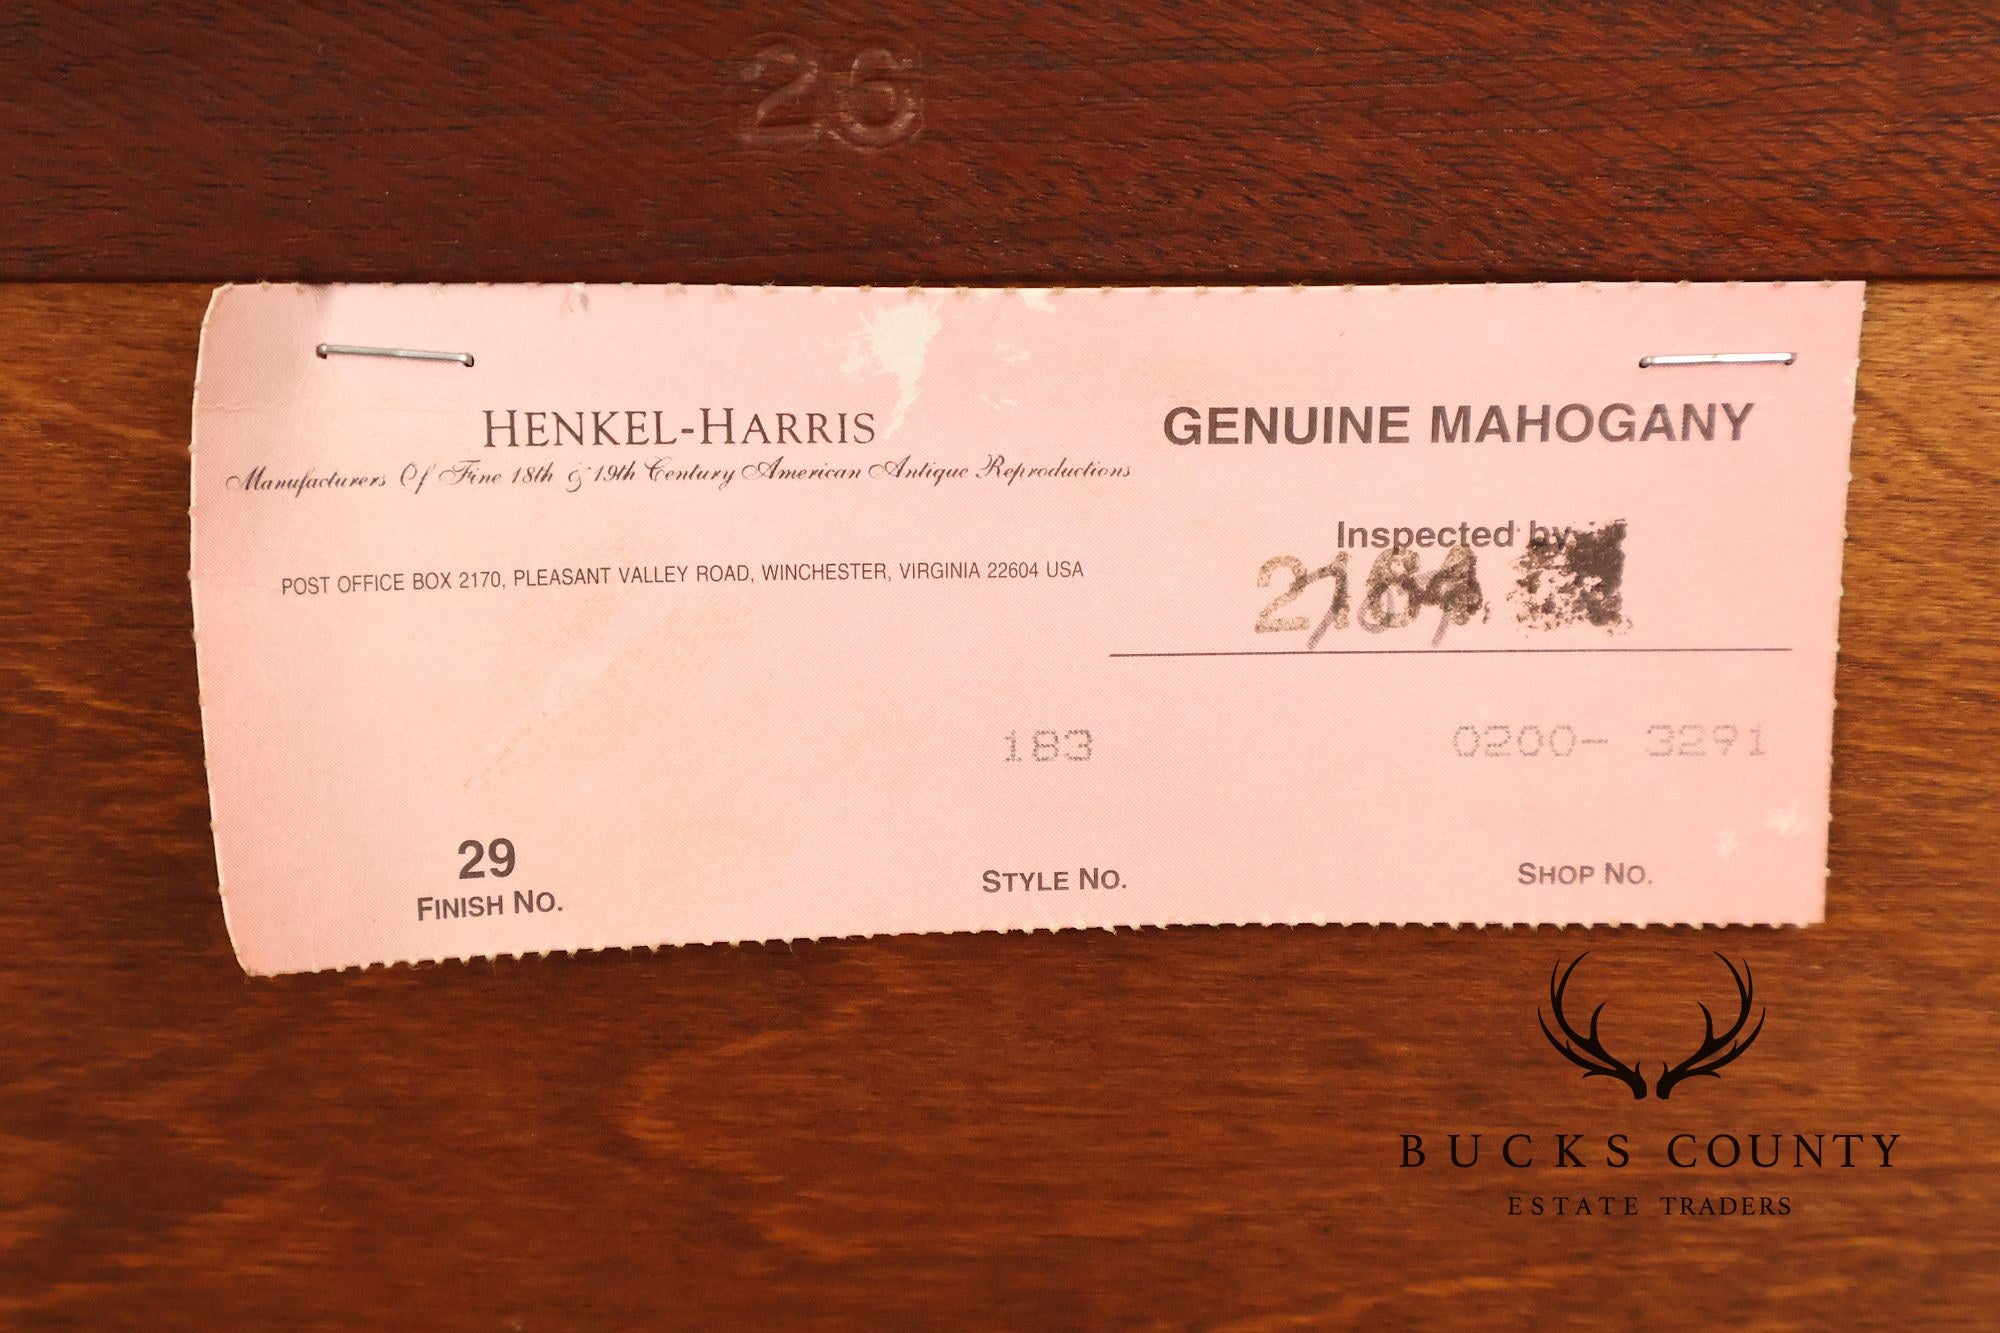 26
HENKEL-HARRIS
Manufacturers Of Fine 18th & 19th Century American Antique Reproductions
POST OFFICE BOX 2170, PLEASANT VALLEY ROAD, WINCHESTER, VIRGINIA 22604 USA
GENUINE MAHOGANY
Inspected by
183
0200- 3291
29
FINISH NO.
STYLE NO.
SHOP NO.
BUCKS COUNTY
ESTATE TRADERS